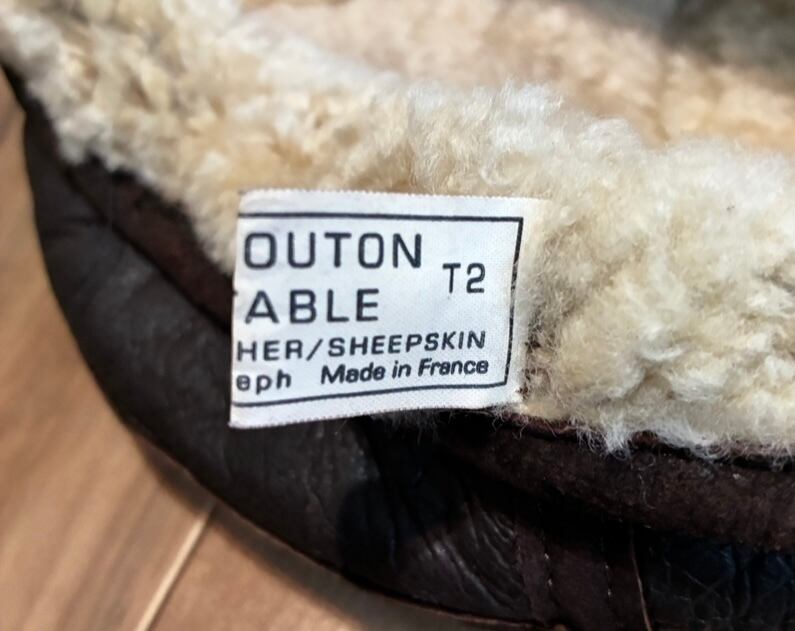 OUTON
T2
ABLE
HER/SHEEPSKIN
eph Made in France